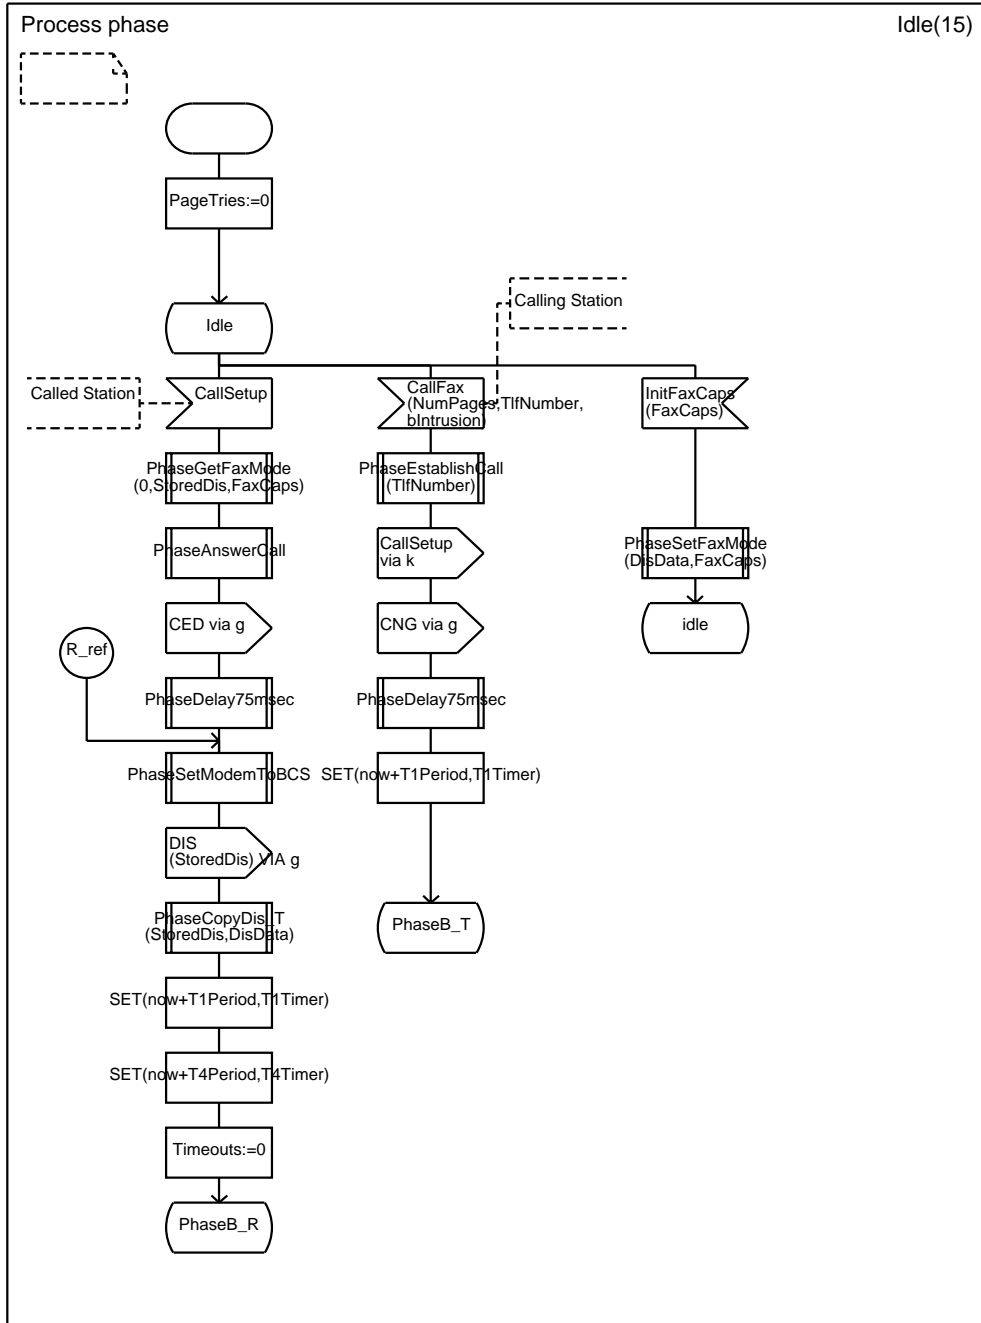 Process phase
Idle(15)
PageTries:=0
Idle
Calling Station
Called Station
CallSetup
PhaseGetFaxMode
(0,StoredDis,FaxCaps)
PhaseAnswerCall
CED via g
R_ref
PhaseDelay75msec
PhaseSetModemToBCS
DIS
(StoredDis) VIA g
PhaseCopyDis_T
(StoredDis,DisData)
SET(now+T1Period,T1Timer)
SET(now+T4Period,T4Timer)
Timeouts:=0
PhaseB_R
CallFax
(NumPages,TlfNumber,
bIntrusion)
PhaseEstablishCall
(TlfNumber)
CallSetup
via k
CNG via g
PhaseDelay75msec
SET(now+T1Period,T1Timer)
PhaseB_T
InitFaxCaps
(FaxCaps)
PhaseSetFaxMode
(DisData,FaxCaps)
idle